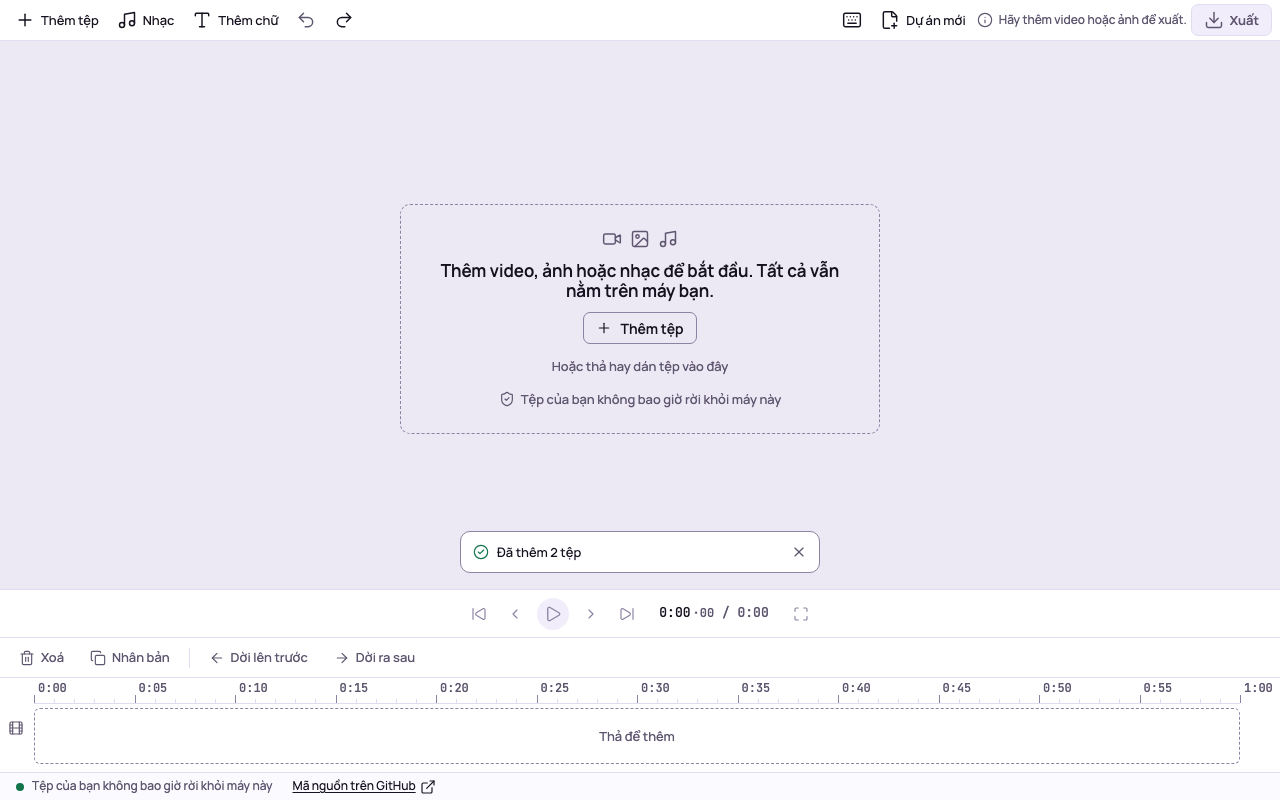 Thêm tệp
Nhạc
Thêm chữ
Dự án mới
Hãy thêm video hoặc ảnh để xuất.
Xuất
Thêm video, ảnh hoặc nhạc để bắt đầu. Tất cả vẫn
nằm trên máy bạn.
Thêm tệp
Hoặc thả hay dán tệp vào đây
Tệp của bạn không bao giờ rời khỏi máy này
Đã thêm 2 tệp
0:00·00 / 0:00
Xoá
Nhân bản
Dời lên trước
Dời ra sau
0:00 0:05 0:10 0:15 0:20 0:25 0:30 0:35 0:40 0:45 0:50 0:55 1:00
Thả để thêm
Tệp của bạn không bao giờ rời khỏi máy này
Mã nguồn trên GitHub